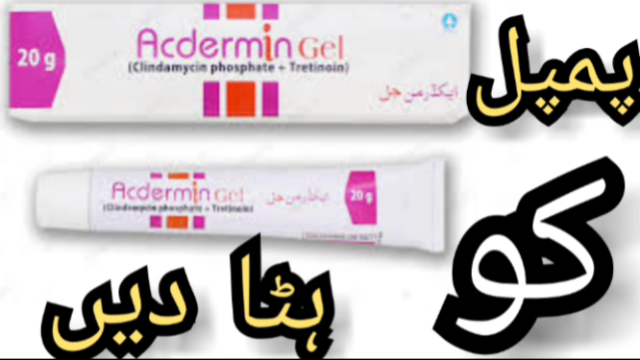 20 g
Acdermin Gel
(Clindamycin phosphate + Tretinoin)
ایکڈرمن جل
پمپل
Acdermin Gel
(Clindamycin phosphate + Tretinoin)
ایکڈرمن جل
20 g
کو
ہٹا دیں